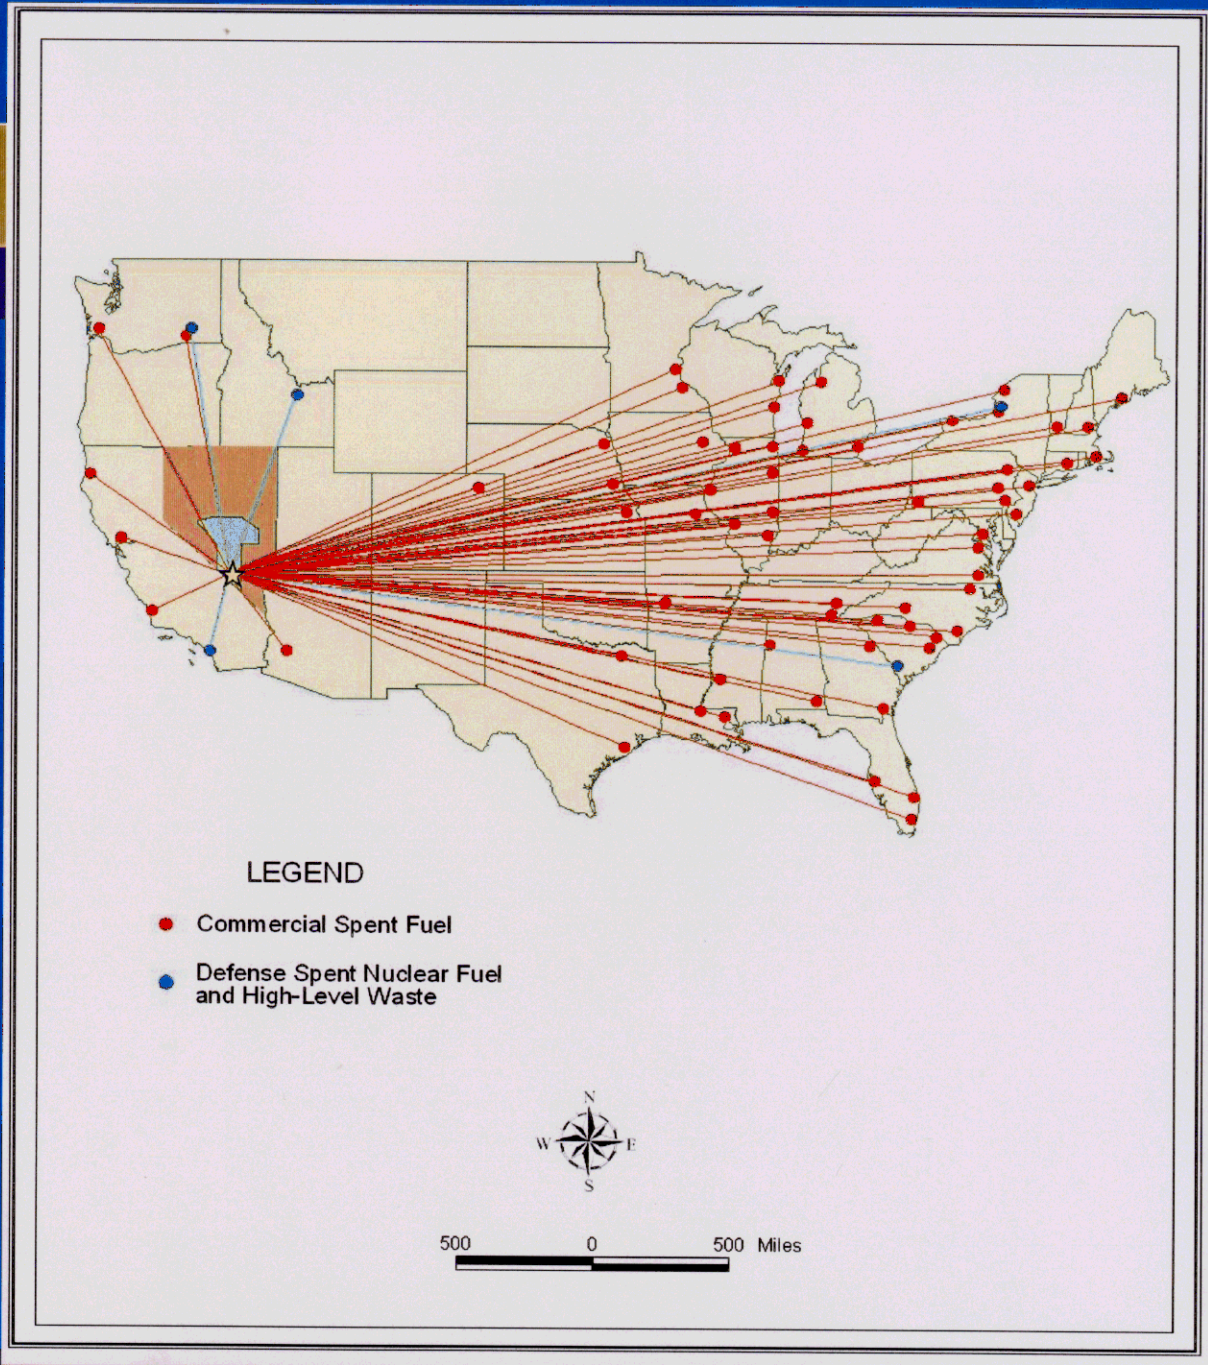 LEGEND
Commercial Spent Fuel
Defense Spent Nuclear Fuel
and High-Level Waste
N
W E
S
500 0 500 Miles